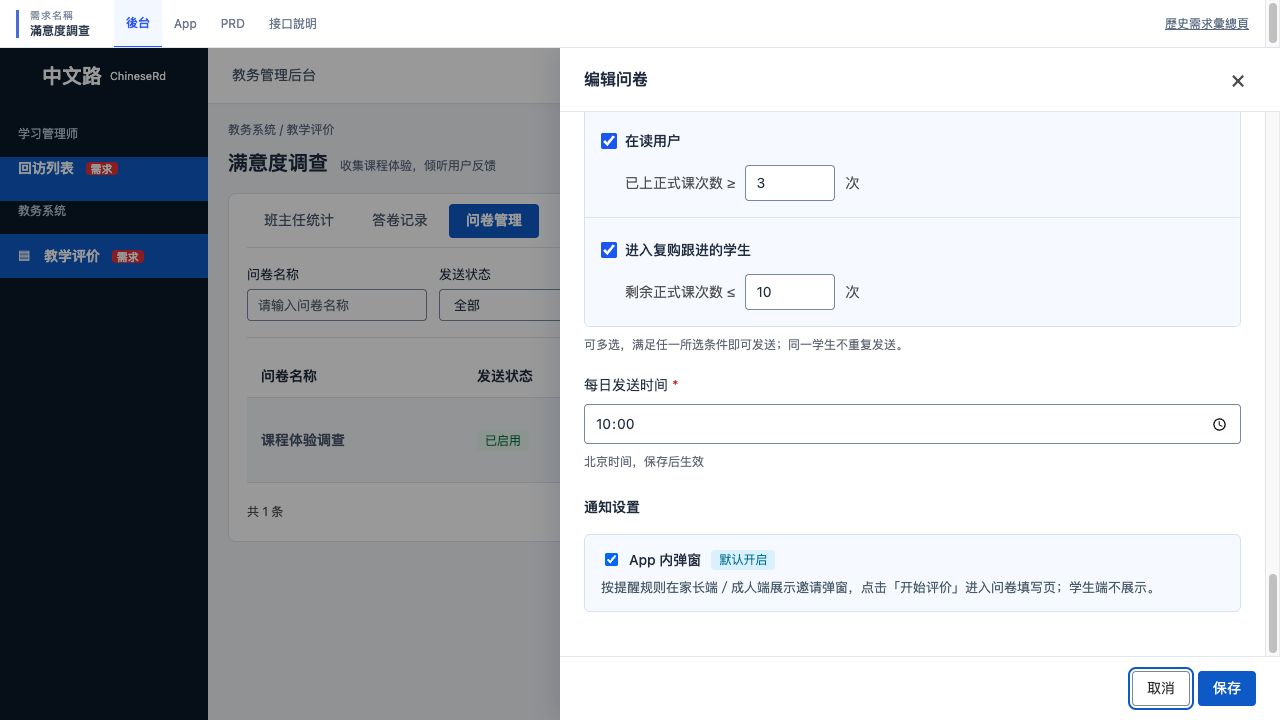 需求名稱
滿意度調查
後台
App
PRD
接口說明
歷史需求彙總頁
中文路 ChineseRd
学习管理师
回访列表 需求
教务系统
教学评价 需求
教务管理后台
教务系统 / 教学评价
满意度调查 收集课程体验，倾听用户反馈
班主任统计
答卷记录
问卷管理
问卷名称
发送状态
请输入问卷名称
全部
问卷名称
发送状态
课程体验调查
已启用
共 1 条
编辑问卷
在读用户
已上正式课次数 ≥ 3 次
进入复购跟进的学生
剩余正式课次数 ≤ 10 次
可多选，满足任一所选条件即可发送；同一学生不重复发送。
每日发送时间 *
10:00
北京时间，保存后生效
通知设置
App 内弹窗 默认开启
按提醒规则在家长端 / 成人端展示邀请弹窗，点击「开始评价」进入问卷填写页；学生端不展示。
取消
保存